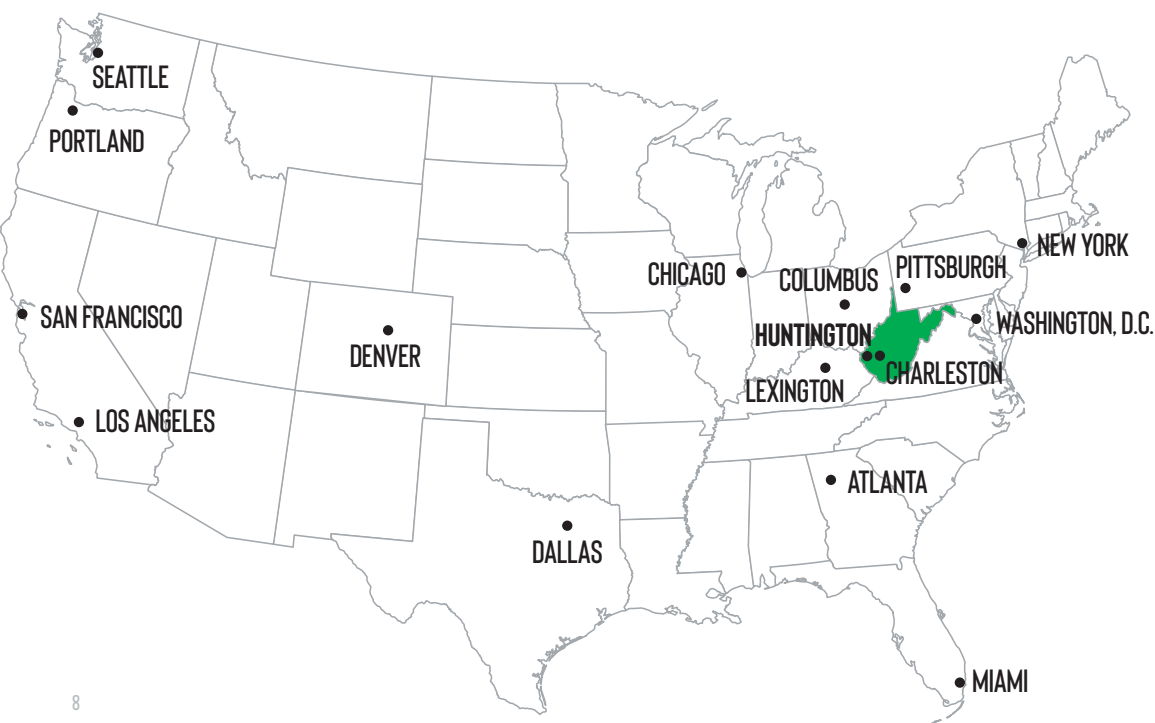 SEATTLE
PORTLAND
NEW YORK
CHICAGO
COLUMBUS
PITTSBURGH
SAN FRANCISCO
WASHINGTON, D.C.
HUNTINGTON
DENVER
CHARLESTON
LEXINGTON
LOS ANGELES
ATLANTA
DALLAS
MIAMI
8